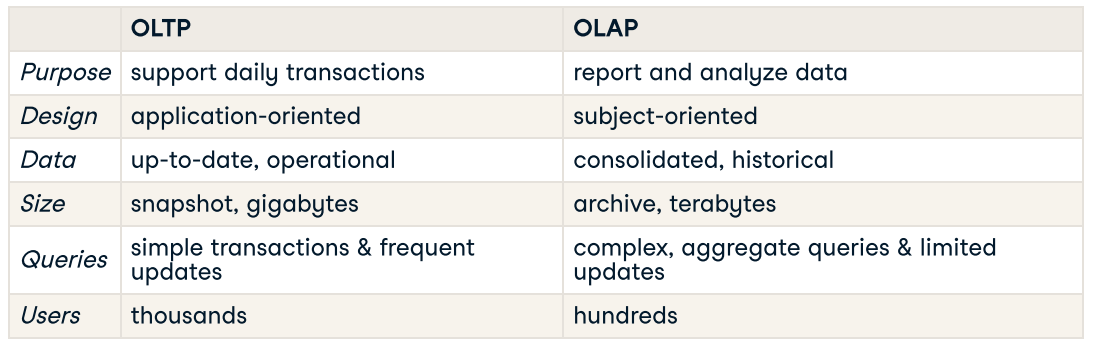 OLTP OLAP
Purpose support daily transactions report and analyze data
Design application-oriented subject-oriented
Data up-to-date, operational consolidated, historical
Size snapshot, gigabytes archive, terabytes
Queries simple transactions & frequent updates complex, aggregate queries & limited updates
Users thousands hundreds